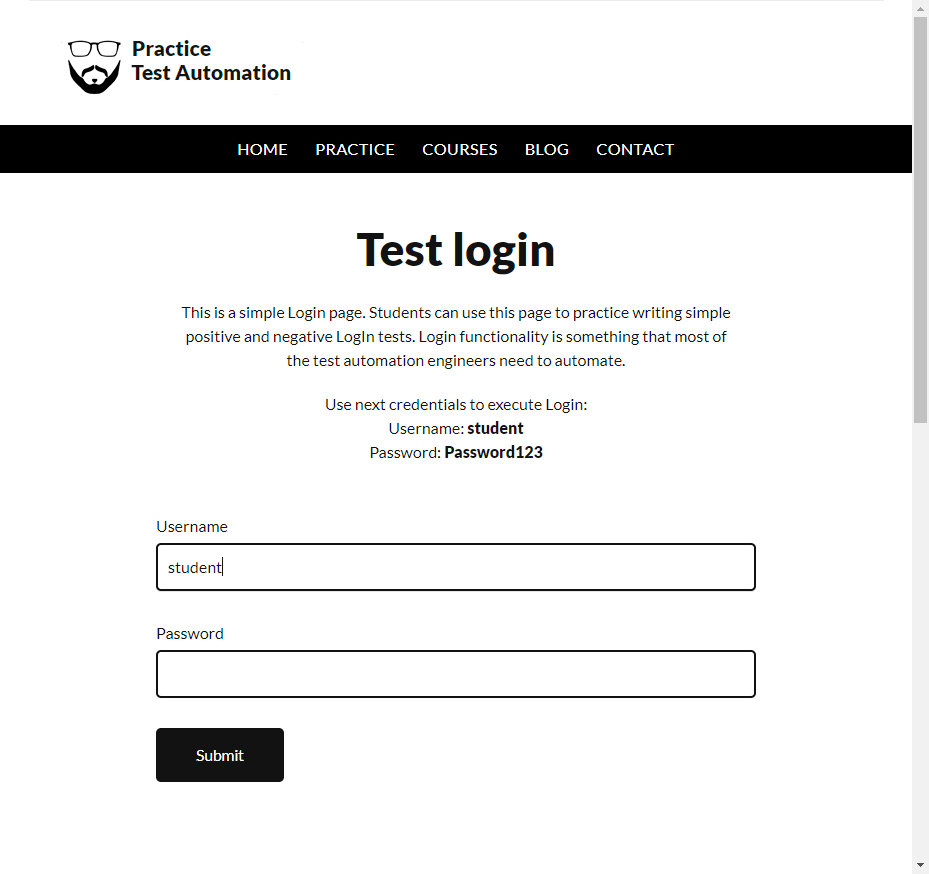 Practice
Test Automation
HOME PRACTICE COURSES BLOG CONTACT
Test login
This is a simple Login page. Students can use this page to practice writing simple
positive and negative LogIn tests. Login functionality is something that most of
the test automation engineers need to automate.
Use next credentials to execute Login:
Username: student
Password: Password123
Username
student
Password
Submit